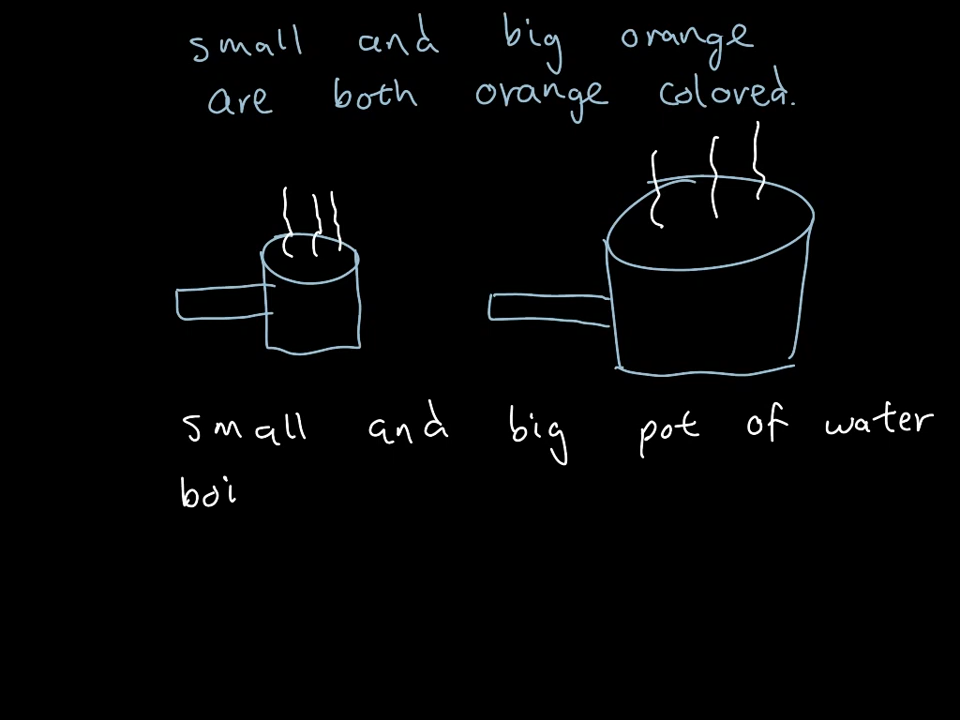 small and big orange
are both orange colored.
small and big pot of water
boi